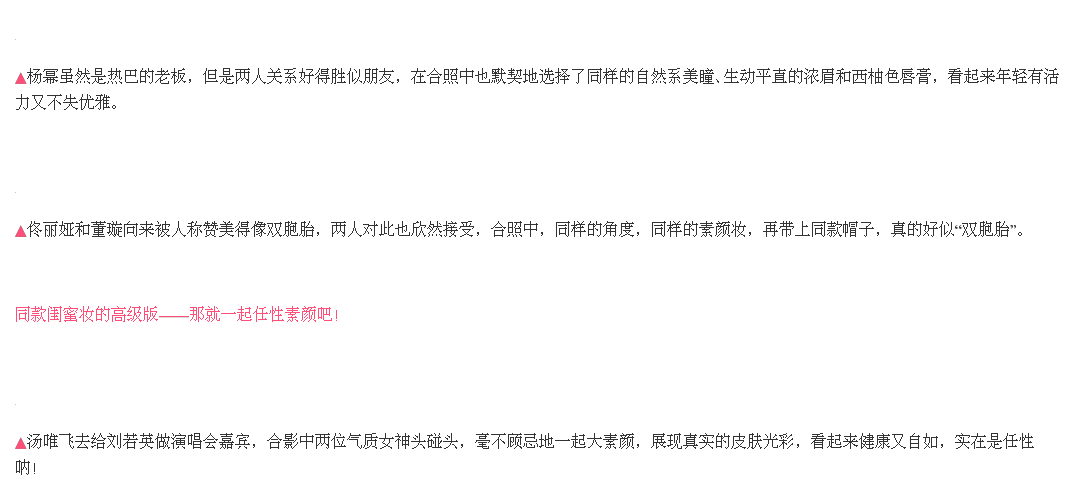 ▲杨幂虽然是热巴的老板，但是两人关系好得胜似朋友，在合照中也默契地选择了同样的自然系美瞳、生动平直的浓眉和西柚色唇膏，看起来年轻有活
力又不失优雅。
▲佟丽娅和董璇向来被人称赞美得像双胞胎，两人对此也欣然接受，合照中，同样的角度，同样的素颜妆，再带上同款帽子，真的好似“双胞胎”。
同款闺蜜妆的高级版——那就一起任性素颜吧！
▲汤唯飞去给刘若英做演唱会嘉宾，合影中两位气质女神头碰头，毫不顾忌地一起大素颜，展现真实的皮肤光彩，看起来健康又自如，实在是任性
呐！